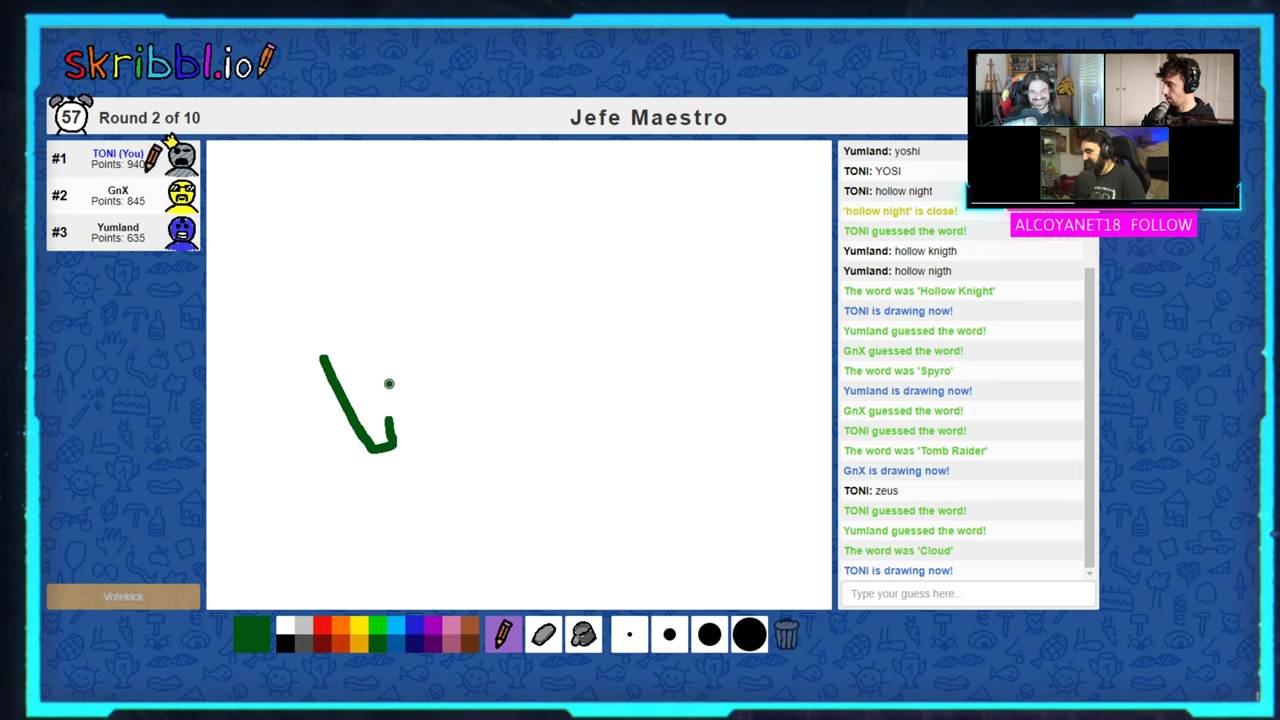 skribbl.io
57 Round 2 of 10 Jefe Maestro
#1 TONI (You)
Points: 940
#2 GnX
Points: 845
#3 Yumland
Points: 635
Yumland: yoshi
TONI: YOSI
TONI: hollow night
'hollow night' is close!
TONI guessed the word!
Yumland: hollow knigth
Yumland: hollow nigth
The word was 'Hollow Knight'
TONI is drawing now!
Yumland guessed the word!
GnX guessed the word!
The word was 'Spyro'
Yumland is drawing now!
GnX guessed the word!
TONI guessed the word!
The word was 'Tomb Raider'
GnX is drawing now!
TONI: zeus
TONI guessed the word!
Yumland guessed the word!
The word was 'Cloud'
TONI is drawing now!
Type your guess here...
ALCOYANET18 FOLLOW
Votekick